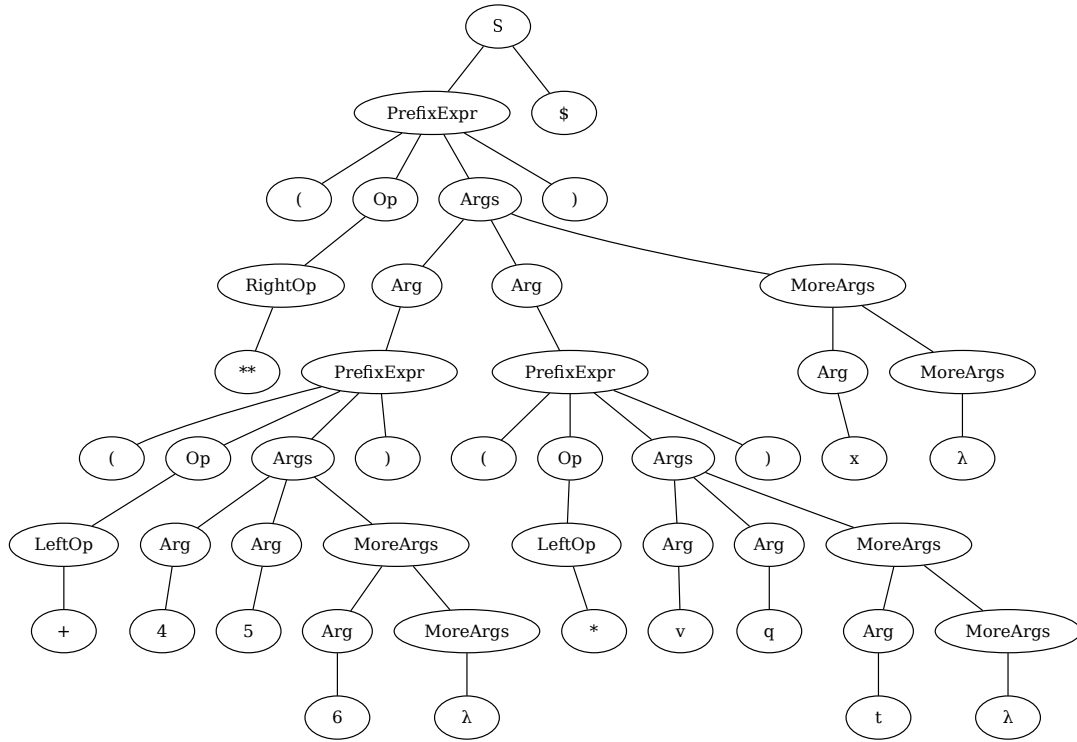 S
PrefixExpr $
( Op Args )
RightOp Arg Arg MoreArgs
** PrefixExpr PrefixExpr Arg MoreArgs
( Op Args ) ( Op Args ) x λ
LeftOp Arg Arg MoreArgs LeftOp Arg Arg MoreArgs
+ 4 5 Arg MoreArgs * v q Arg MoreArgs
6 λ t λ